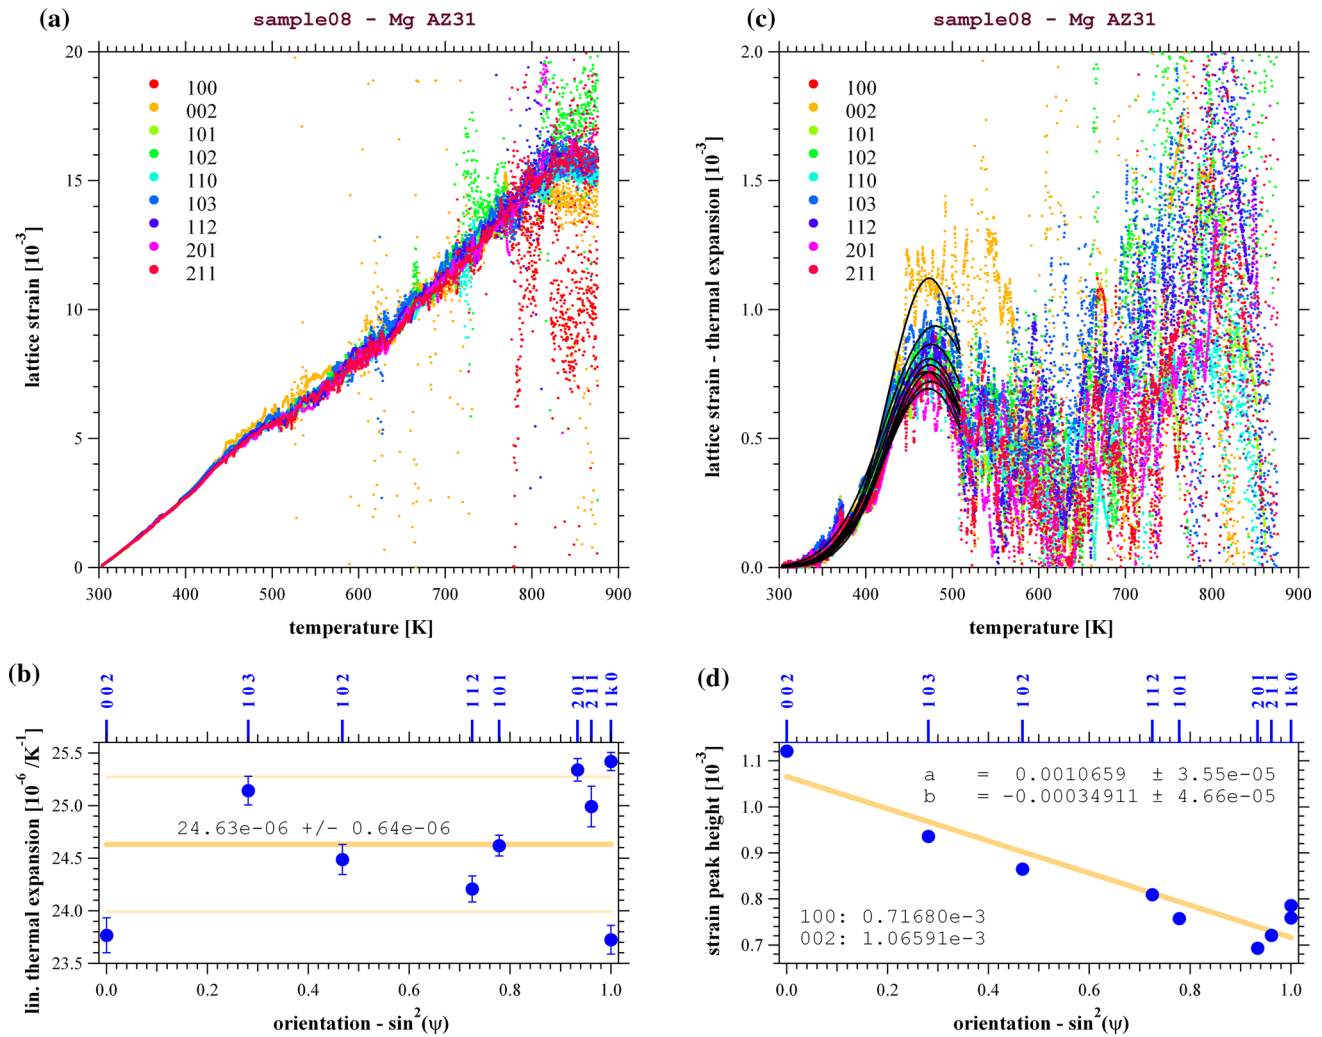 (a)
sample08 - Mg AZ31
20
15
10
5
0
lattice strain [10-3]
100
002
101
102
110
103
112
201
211
300 400 500 600 700 800 900
temperature [K]
(c)
sample08 - Mg AZ31
2.0
1.5
1.0
0.5
0.0
lattice strain - thermal expansion [10-3]
100
002
101
102
110
103
112
201
211
300 400 500 600 700 800 900
temperature [K]
(b)
0 0 2
1 0 3
1 0 2
1 1 2
1 0 1
2 0 1
2 1 1
1 k 0
25.5
25.0
24.5
24.0
23.5
lin. thermal expansion [10-6 /K-1]
24.63e-06 +/- 0.64e-06
0.0 0.2 0.4 0.6 0.8 1.0
orientation - sin2(ψ)
(d)
0 0 2
1 0 3
1 0 2
1 1 2
1 0 1
2 0 1
2 1 1
1 k 0
1.1
1.0
0.9
0.8
0.7
strain peak height [10-3]
a = 0.0010659 ± 3.55e-05
b = -0.00034911 ± 4.66e-05
100: 0.71680e-3
002: 1.06591e-3
0.0 0.2 0.4 0.6 0.8 1.0
orientation - sin2(ψ)